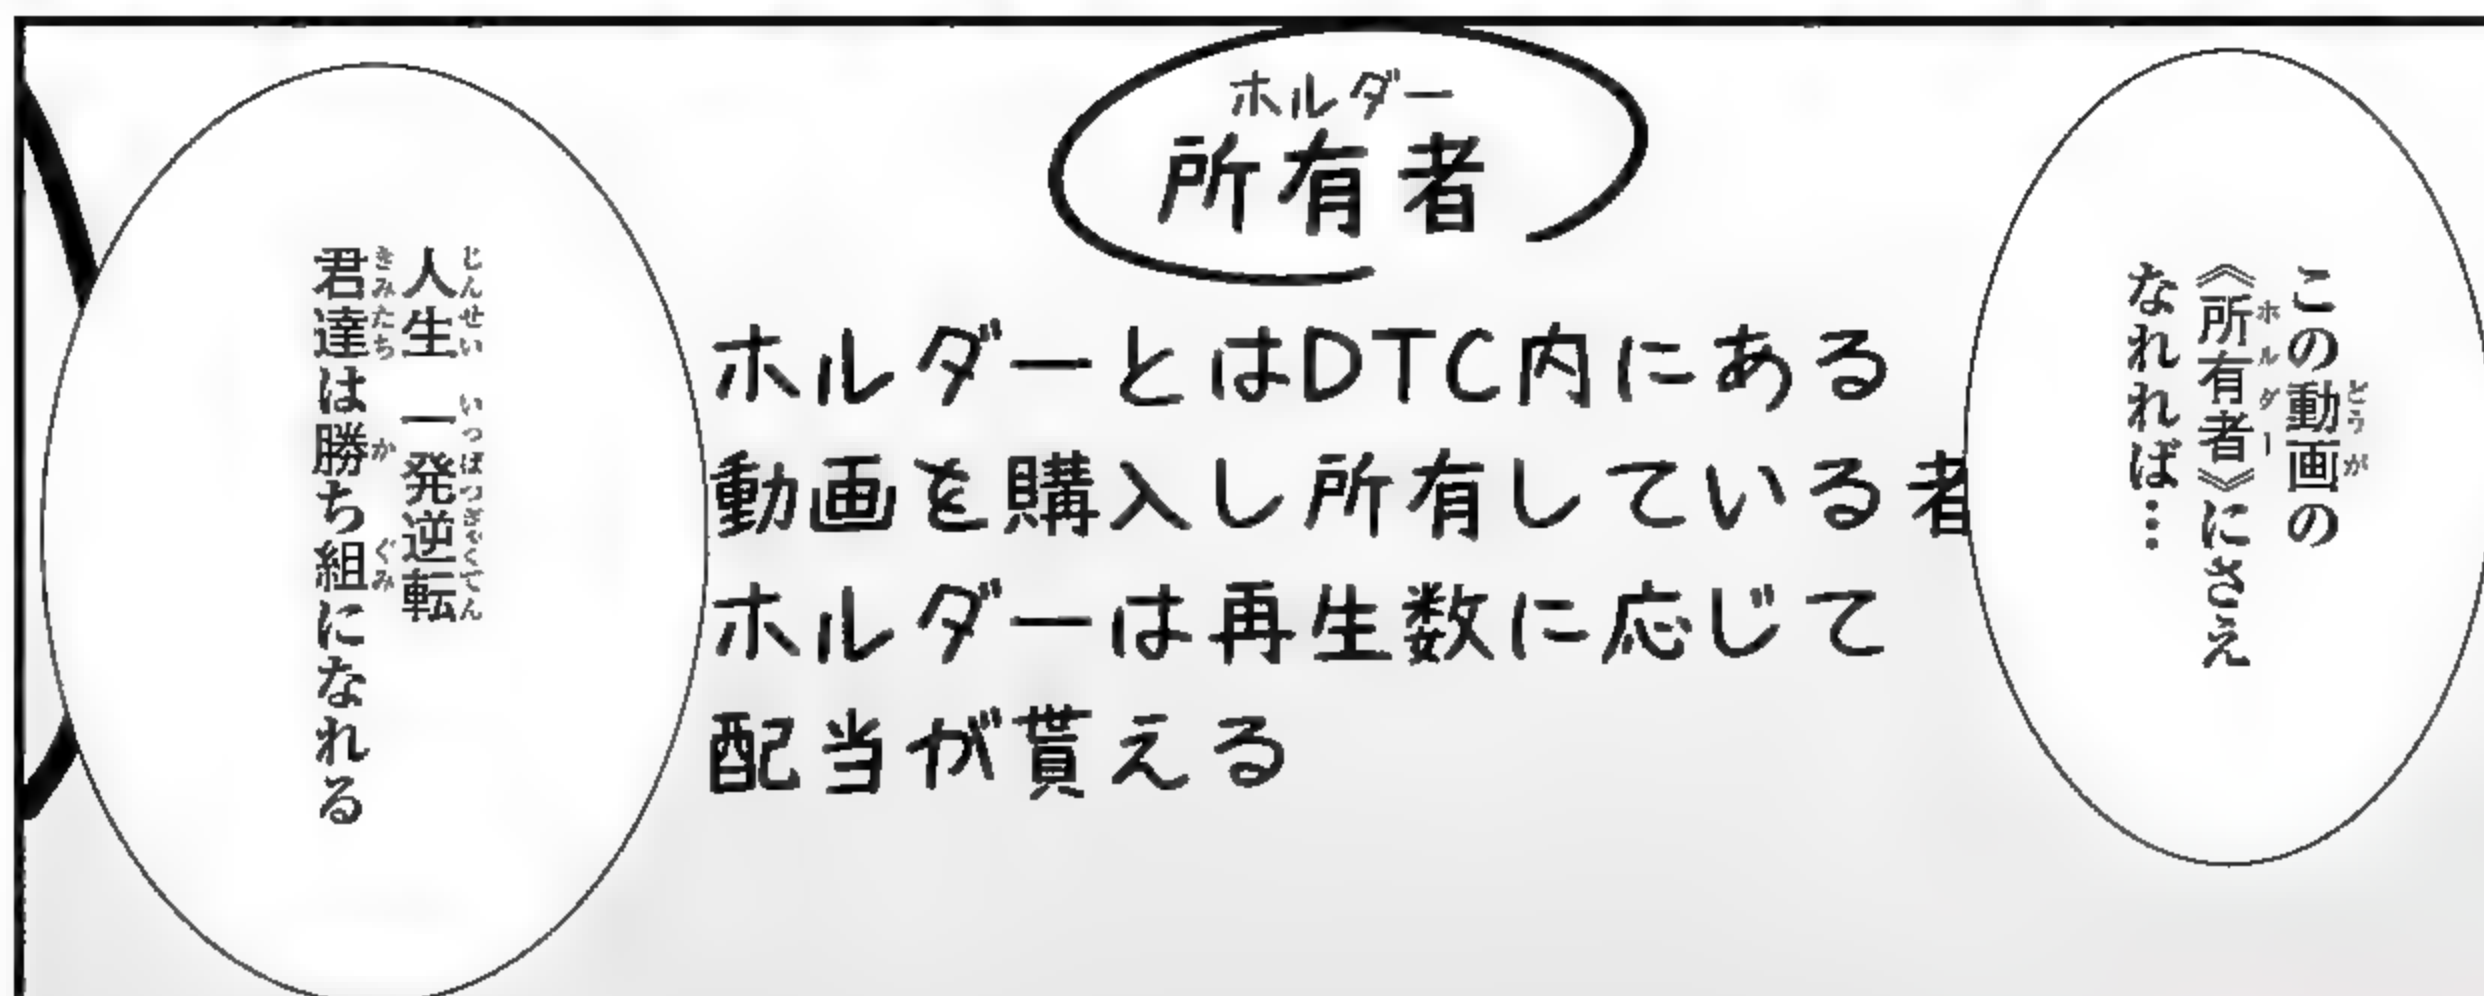 この動画の
《所有者》にさえ
なれれば…
ホルダー
所有者
ホルダーとはDTC内にある
動画を購入し所有している者
ホルダーは再生数に応じて
配当が貰える
人生 一発逆転
君達は勝ち組になれる